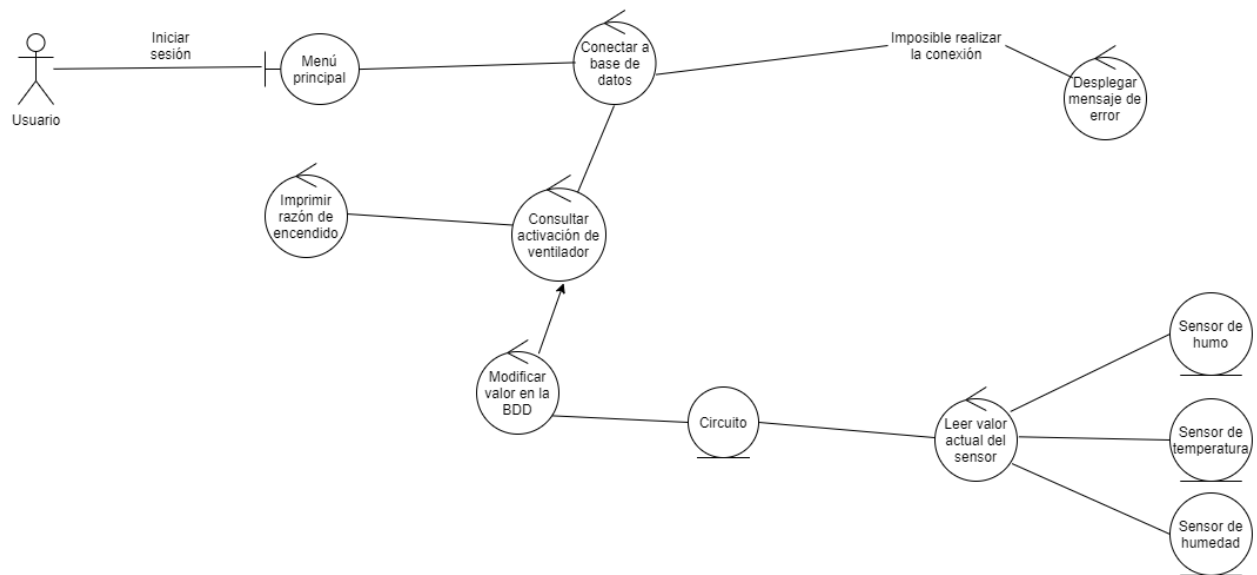 Iniciar
sesión
Usuario
Menú
principal
Conectar a
base de
datos
Imposible realizar
la conexión
Desplegar
mensaje de
error
Imprimir
razón de
encendido
Consultar
activación de
ventilador
Modificar
valor en la
BDD
Circuito
Leer valor
actual del
sensor
Sensor de
humo
Sensor de
temperatura
Sensor de
humedad